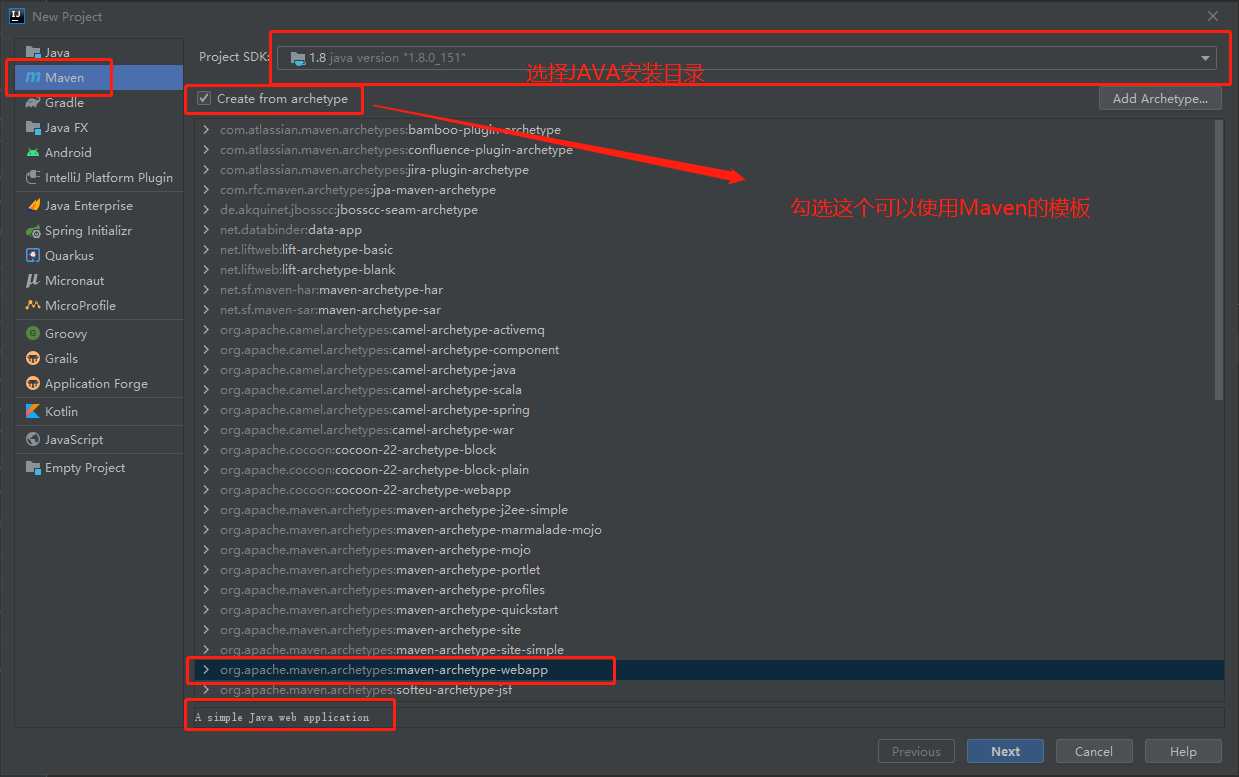 New Project
Java
Maven
Gradle
Java FX
Android
IntelliJ Platform Plugin
Java Enterprise
Spring Initializr
Quarkus
Micronaut
MicroProfile
Groovy
Grails
Application Forge
Kotlin
JavaScript
Empty Project
Project SDK: 1.8 java version "1.8.0_151"
选择JAVA安装目录
Create from archetype
Add Archetype...
勾选这个可以使用Maven的模板
com.atlassian.maven.archetypes:bamboo-plugin-archetype
com.atlassian.maven.archetypes:confluence-plugin-archetype
com.atlassian.maven.archetypes:jira-plugin-archetype
com.rfc.maven.archetypes:jpa-maven-archetype
de.akquinet.jbosscc:jbosscc-seam-archetype
net.databinder:data-app
net.liftweb:lift-archetype-basic
net.liftweb:lift-archetype-blank
net.sf.maven-har:maven-archetype-har
net.sf.maven-sar:maven-archetype-sar
org.apache.camel.archetypes:camel-archetype-activemq
org.apache.camel.archetypes:camel-archetype-component
org.apache.camel.archetypes:camel-archetype-java
org.apache.camel.archetypes:camel-archetype-scala
org.apache.camel.archetypes:camel-archetype-spring
org.apache.camel.archetypes:camel-archetype-war
org.apache.cocoon:cocoon-22-archetype-block
org.apache.cocoon:cocoon-22-archetype-block-plain
org.apache.cocoon:cocoon-22-archetype-webapp
org.apache.maven.archetypes:maven-archetype-j2ee-simple
org.apache.maven.archetypes:maven-archetype-marmalade-mojo
org.apache.maven.archetypes:maven-archetype-mojo
org.apache.maven.archetypes:maven-archetype-portlet
org.apache.maven.archetypes:maven-archetype-profiles
org.apache.maven.archetypes:maven-archetype-quickstart
org.apache.maven.archetypes:maven-archetype-site
org.apache.maven.archetypes:maven-archetype-site-simple
org.apache.maven.archetypes:maven-archetype-webapp
org.apache.maven.archetypes:softeu-archetype-jsf
A simple Java web application
Previous
Next
Cancel
Help